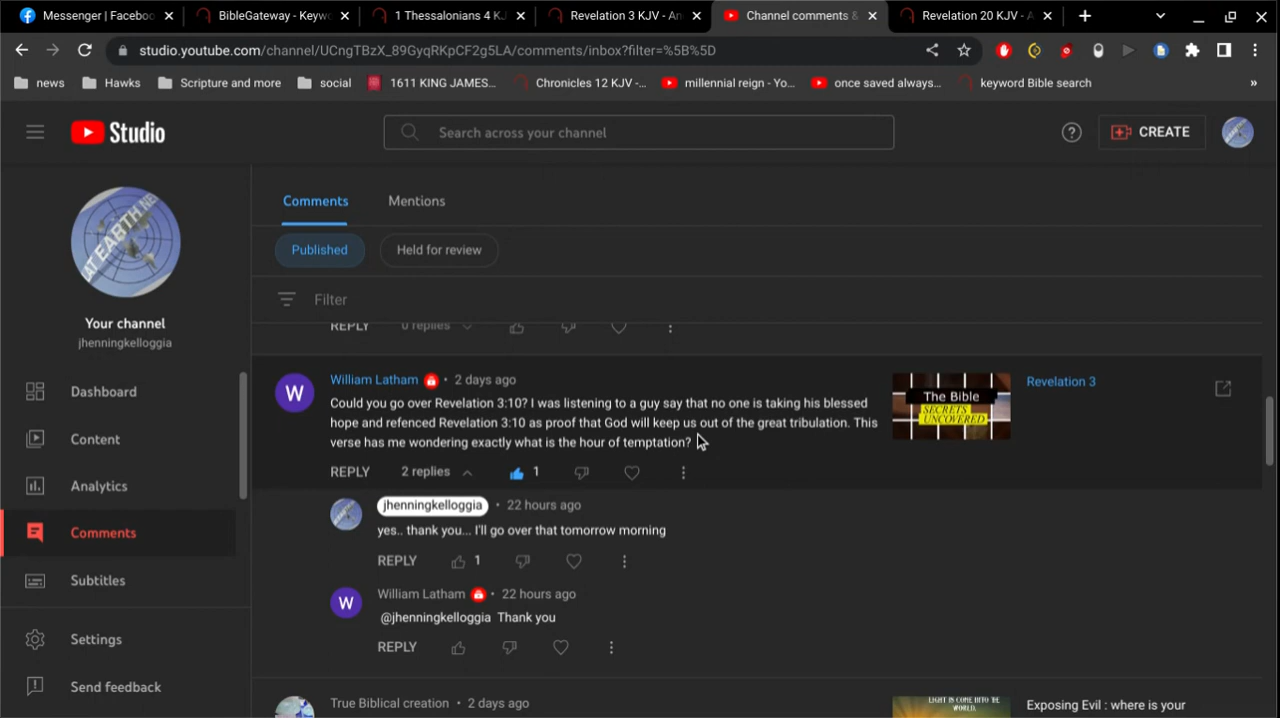 Messenger | Faceboo
BibleGateway - Keyw
1 Thessalonians 4 KJ
Revelation 3 KJV - An
Channel comments &
Revelation 20 KJV - A
studio.youtube.com/channel/UCngTBzX_89GyqRKpCF2g5LA/comments/inbox?filter=%5B%5D
news
Hawks
Scripture and more
social
1611 KING JAMES...
Chronicles 12 KJV -...
millennial reign - Yo...
once saved always...
keyword Bible search
»
Studio
Search across your channel
CREATE
Your channel
jhenningkelloggia
Dashboard
Content
Analytics
Comments
Subtitles
Settings
Send feedback
Comments
Mentions
Published
Held for review
Filter
REPLY
0 replies
W
William Latham • 2 days ago
Could you go over Revelation 3:10? I was listening to a guy say that no one is taking his blessed
hope and refenced Revelation 3:10 as proof that God will keep us out of the great tribulation. This
verse has me wondering exactly what is the hour of temptation?
REPLY
2 replies
1
The Bible
SECRETS
UNCOVERED
Revelation 3
jhenningkelloggia • 22 hours ago
yes.. thank you... I'll go over that tomorrow morning
REPLY
1
W
William Latham • 22 hours ago
@jhenningkelloggia Thank you
REPLY
True Biblical creation • 2 days ago
LIGHT IS COME INTO THE
WORLD,
Exposing Evil : where is your